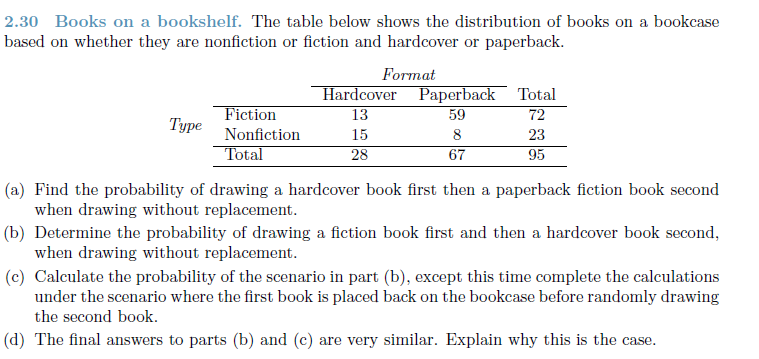 2.30 Books on a bookshelf. The table below shows the distribution of books on a bookcase
based on whether they are nonfiction or fiction and hardcover or paperback.
Format
Hardcover Paperback Total
Type
Fiction 13 59 72
Nonfiction 15 8 23
Total 28 67 95
(a) Find the probability of drawing a hardcover book first then a paperback fiction book second
when drawing without replacement.
(b) Determine the probability of drawing a fiction book first and then a hardcover book second,
when drawing without replacement.
(c) Calculate the probability of the scenario in part (b), except this time complete the calculations
under the scenario where the first book is placed back on the bookcase before randomly drawing
the second book.
(d) The final answers to parts (b) and (c) are very similar. Explain why this is the case.